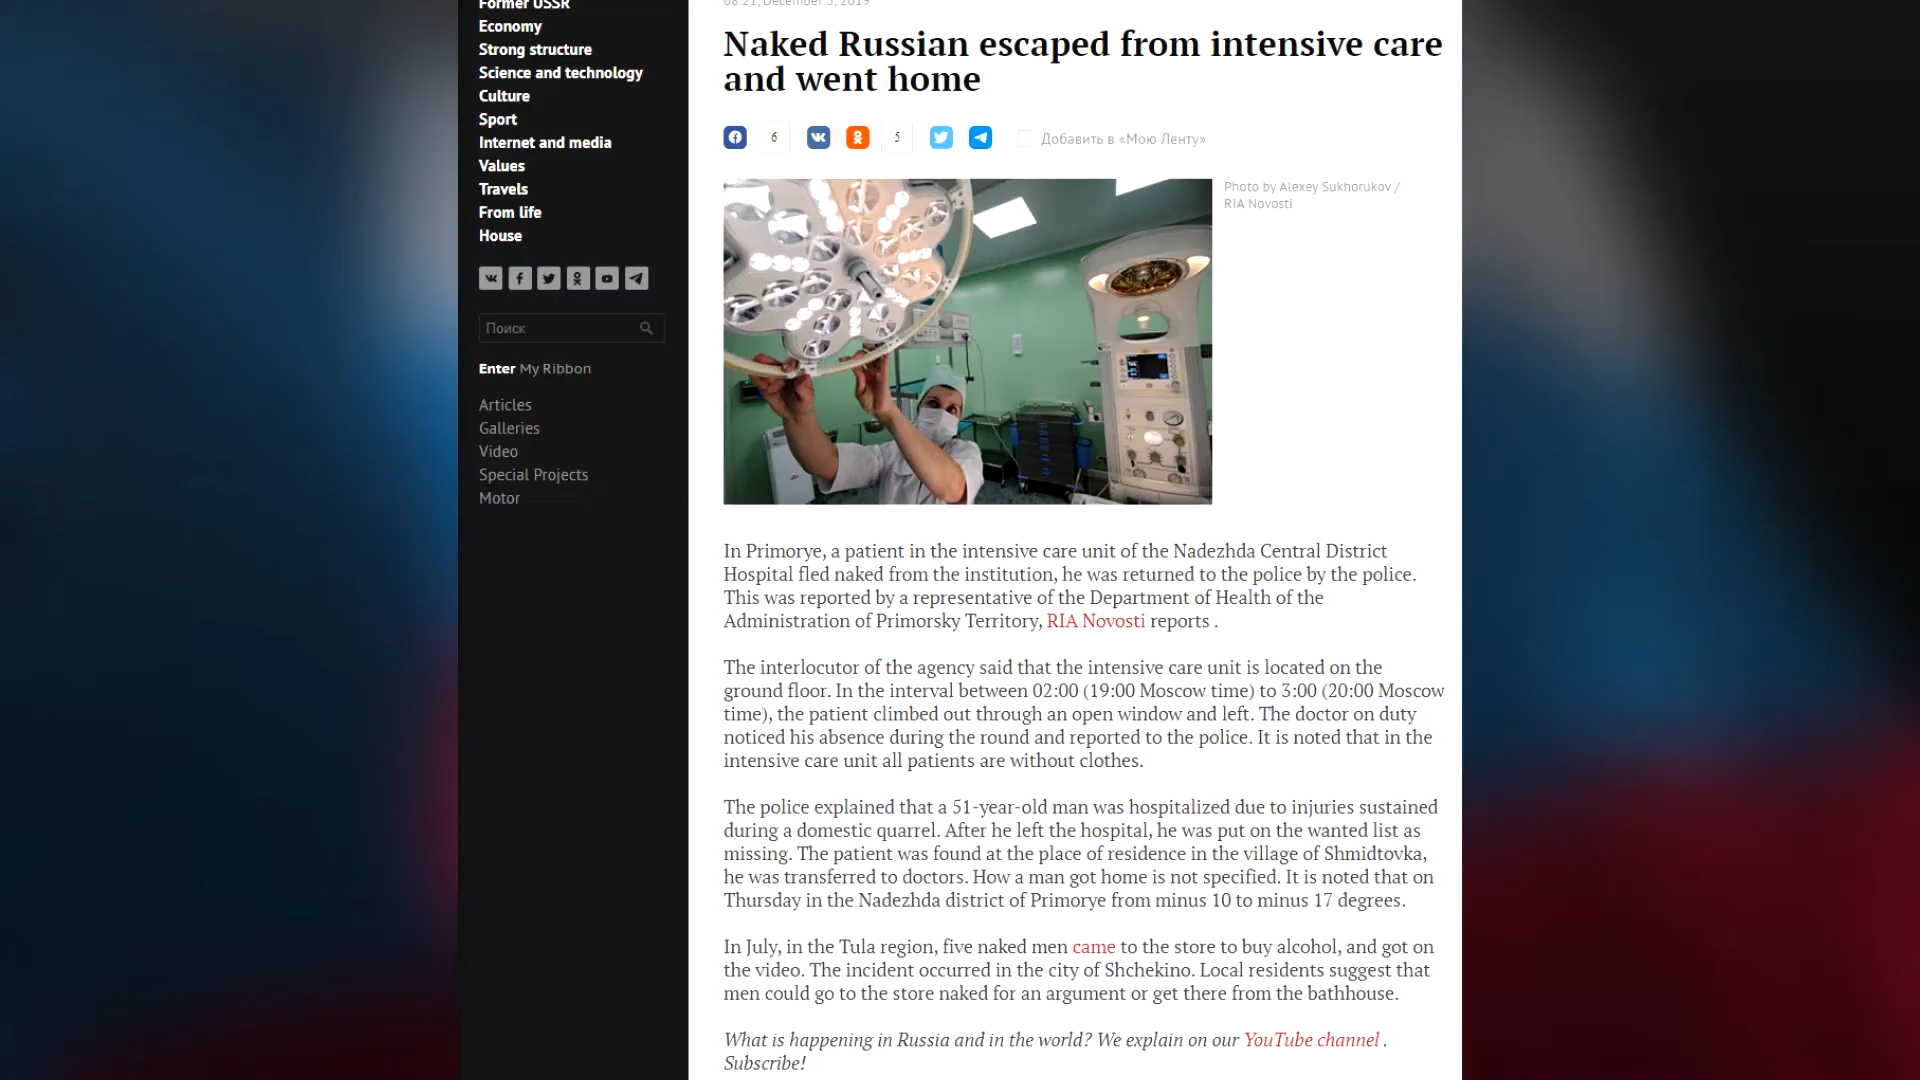 Former USSR
Economy
Strong structure
Science and technology
Culture
Sport
Internet and media
Values
Travels
From life
House
Поиск
Enter My Ribbon
Articles
Galleries
Video
Special Projects
Motor
08:21, December 5, 2019
Naked Russian escaped from intensive care
and went home
6
5
Добавить в «Мою Ленту»
Photo by Alexey Sukhorukov /
RIA Novosti
In Primorye, a patient in the intensive care unit of the Nadezhda Central District
Hospital fled naked from the institution, he was returned to the police by the police.
This was reported by a representative of the Department of Health of the
Administration of Primorsky Territory, RIA Novosti reports .
The interlocutor of the agency said that the intensive care unit is located on the
ground floor. In the interval between 02:00 (19:00 Moscow time) to 3:00 (20:00 Moscow
time), the patient climbed out through an open window and left. The doctor on duty
noticed his absence during the round and reported to the police. It is noted that in the
intensive care unit all patients are without clothes.
The police explained that a 51-year-old man was hospitalized due to injuries sustained
during a domestic quarrel. After he left the hospital, he was put on the wanted list as
missing. The patient was found at the place of residence in the village of Shmidtovka,
he was transferred to doctors. How a man got home is not specified. It is noted that on
Thursday in the Nadezhda district of Primorye from minus 10 to minus 17 degrees.
In July, in the Tula region, five naked men came to the store to buy alcohol, and got on
the video. The incident occurred in the city of Shchekino. Local residents suggest that
men could go to the store naked for an argument or get there from the bathhouse.
What is happening in Russia and in the world? We explain on our YouTube channel .
Subscribe!